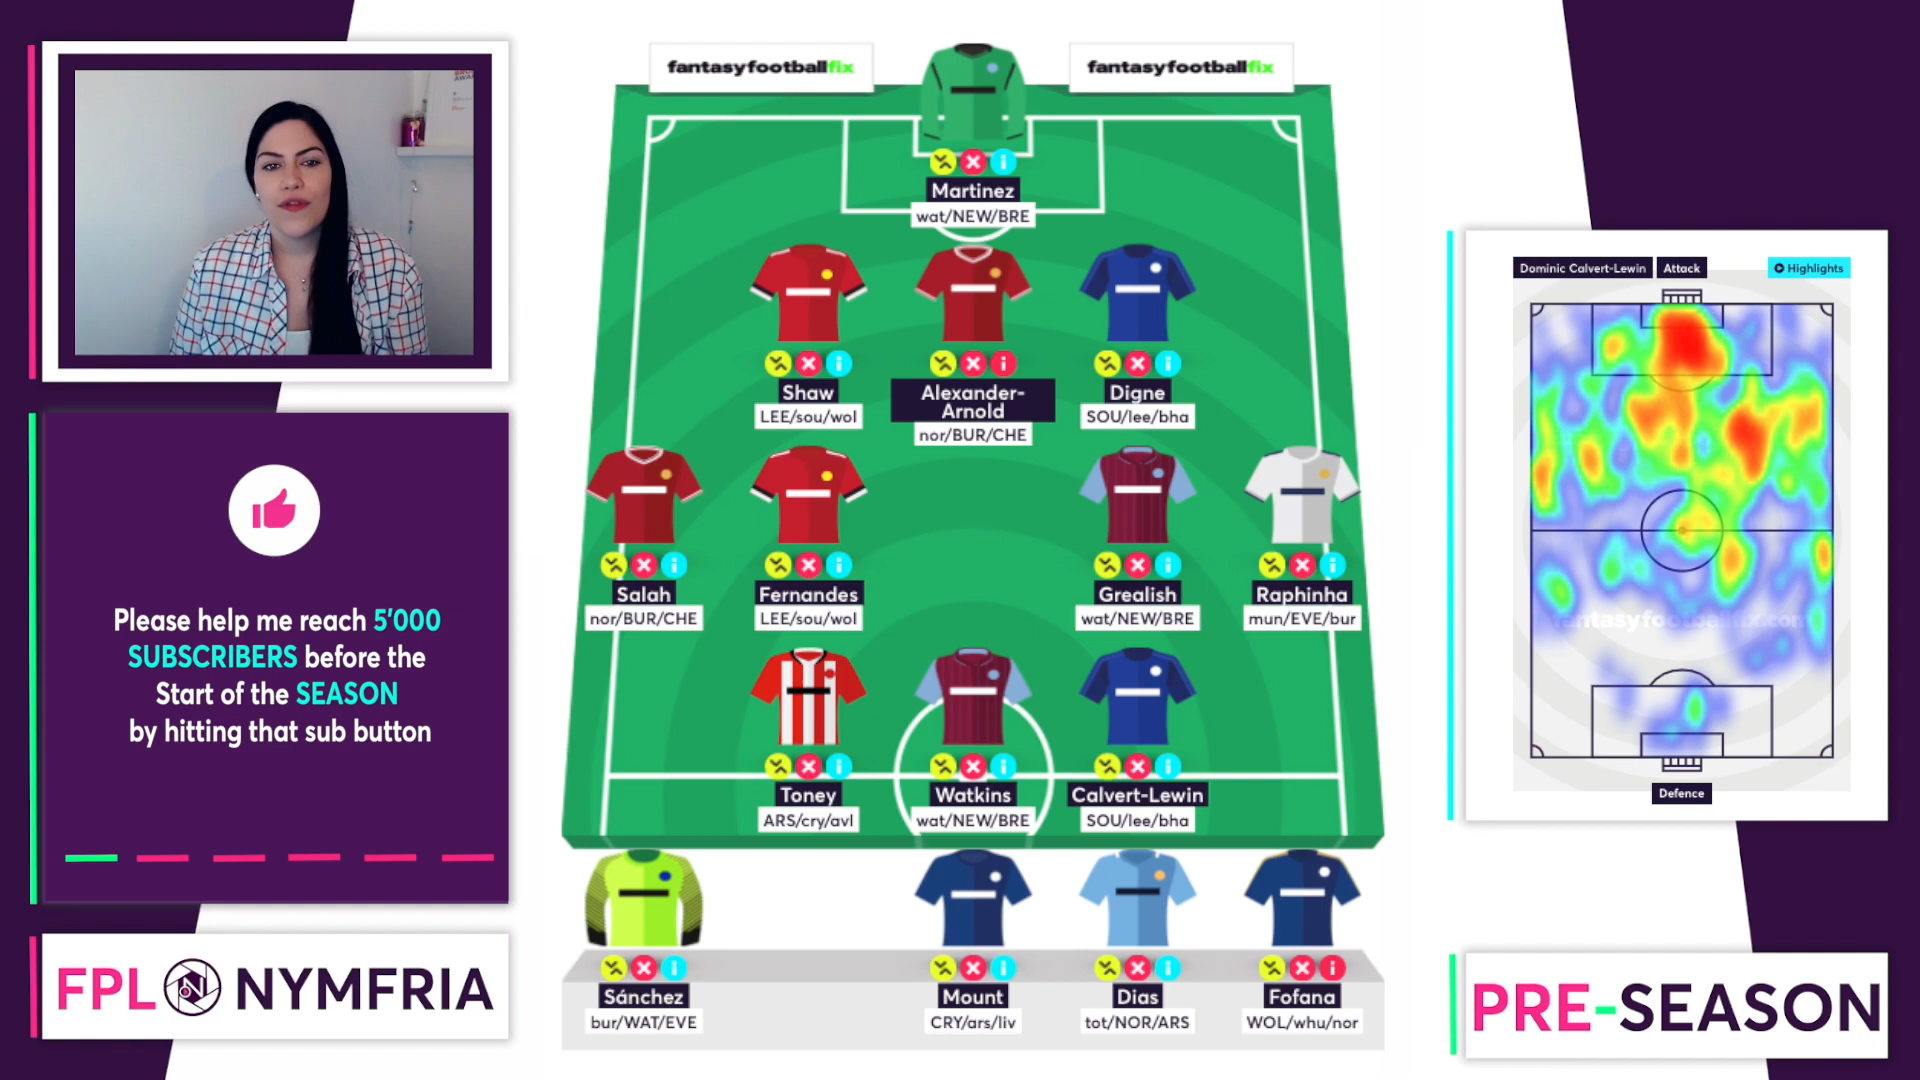 fantasyfootballfix
fantasyfootballfix
Martinez
wat/NEW/BRE
Shaw
LEE/sou/wol
Alexander-
Arnold
nor/BUR/CHE
Digne
SOU/lee/bha
Salah
nor/BUR/CHE
Fernandes
LEE/sou/wol
Grealish
wat/NEW/BRE
Raphinha
mun/EVE/bur
Toney
ARS/cry/avl
Watkins
wat/NEW/BRE
Calvert-Lewin
SOU/lee/bha
Sánchez
bur/WAT/EVE
Mount
CRY/ars/liv
Dias
tot/NOR/ARS
Fofana
WOL/whu/nor
Please help me reach 5'000
SUBSCRIBERS before the
Start of the SEASON
by hitting that sub button
FPL N NYMFRIA
Dominic Calvert-Lewin
Attack
Highlights
fantasyfootballfix.com
Defence
PRE-SEASON